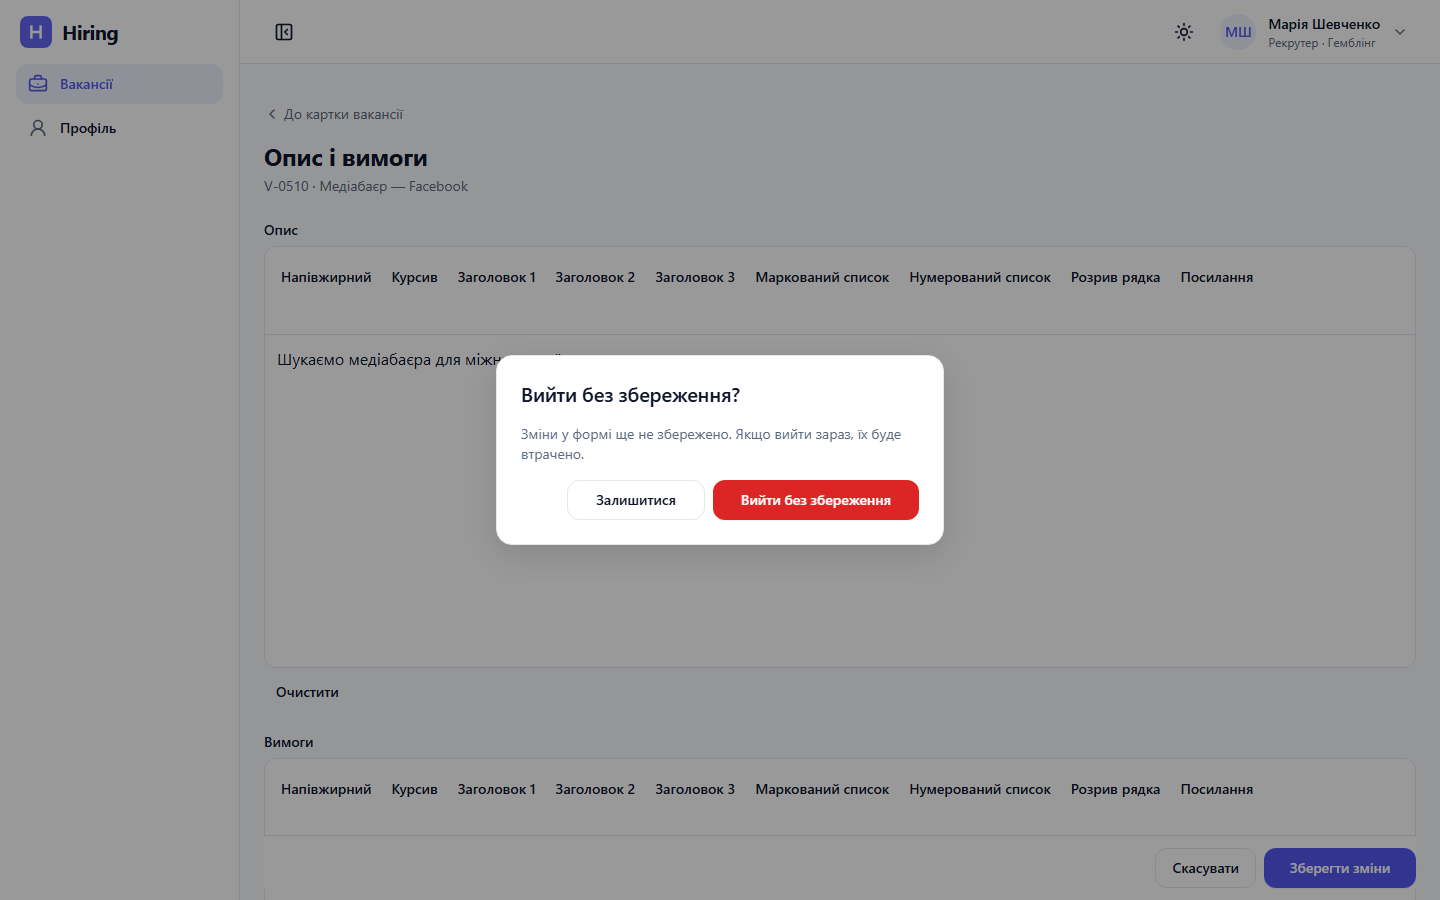 H Hiring
Вакансії
Профіль
МШ
Марія Шевченко
Рекрутер · Гемблінг
До картки вакансії
Опис і вимоги
V-0510 · Медіабаєр — Facebook
Опис
Напівжирний Курсив Заголовок 1 Заголовок 2 Заголовок 3 Маркований список Нумерований список Розрив рядка Посилання
Шукаємо медіабаєра для
Вийти без збереження?
Зміни у формі ще не збережено. Якщо вийти зараз, їх буде
втрачено.
Залишитися Вийти без збереження
Очистити
Вимоги
Напівжирний Курсив Заголовок 1 Заголовок 2 Заголовок 3 Маркований список Нумерований список Розрив рядка Посилання
Скасувати Зберегти зміни